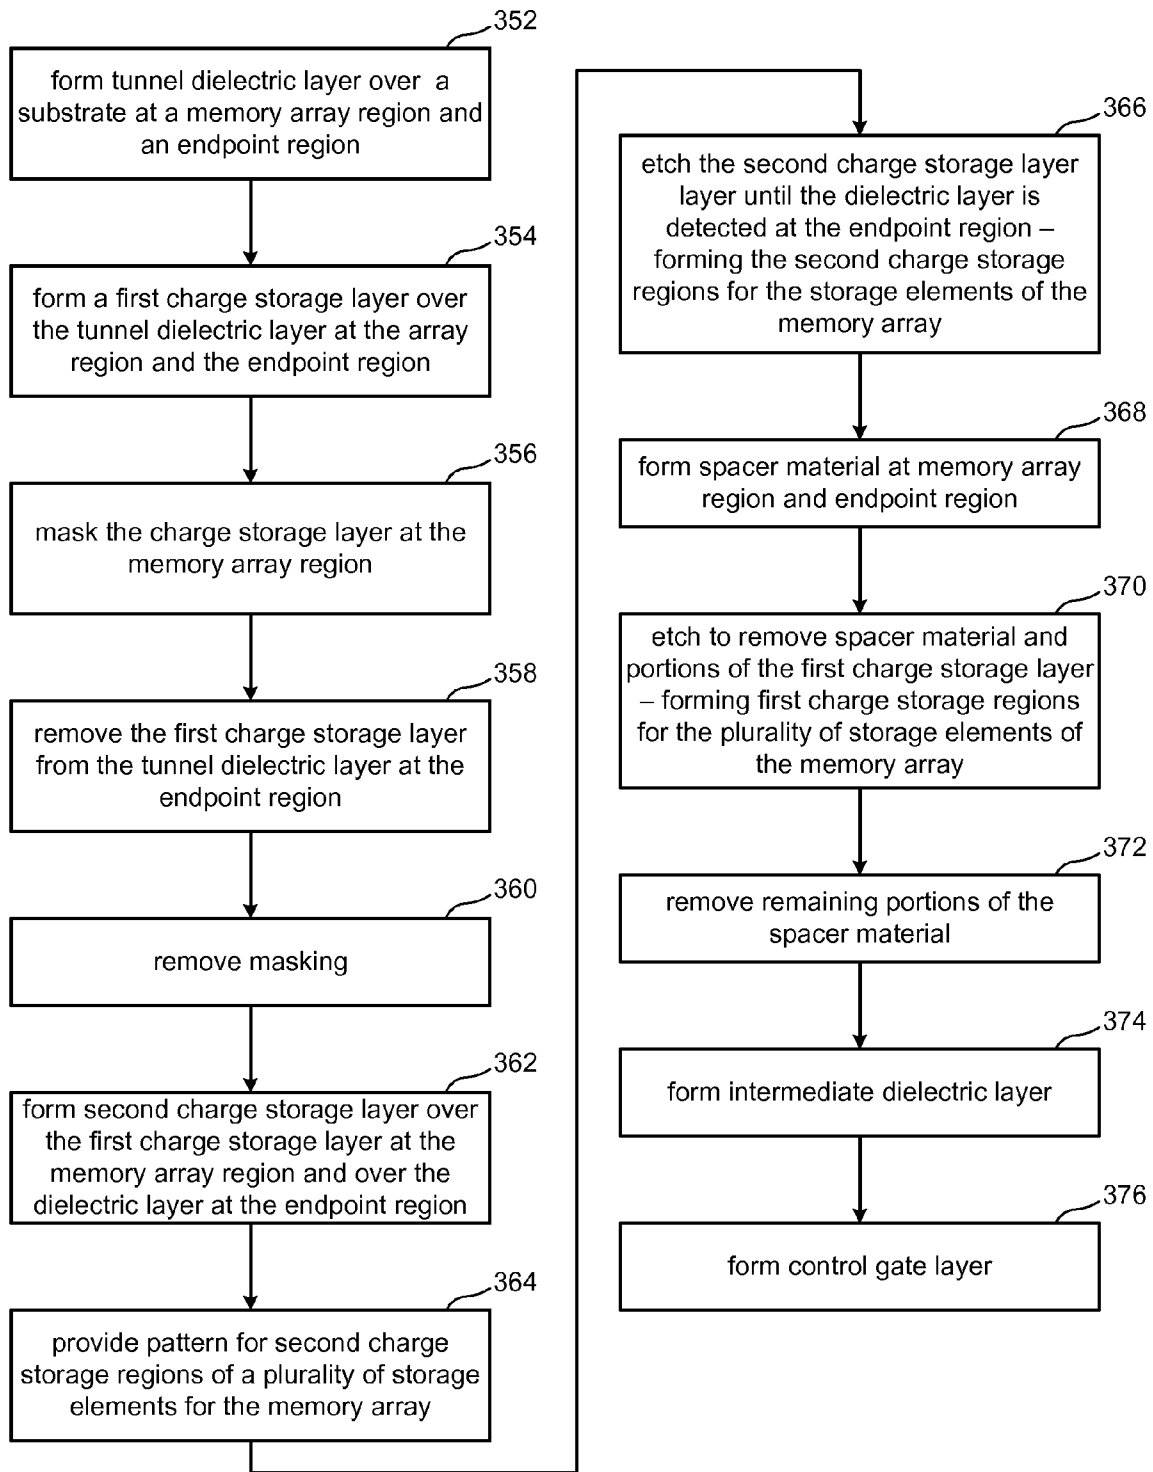 352
form tunnel dielectric layer over a
substrate at a memory array region and
an endpoint region
354
form a first charge storage layer over
the tunnel dielectric layer at the array
region and the endpoint region
356
mask the charge storage layer at the
memory array region
358
remove the first charge storage layer
from the tunnel dielectric layer at the
endpoint region
360
remove masking
362
form second charge storage layer over
the first charge storage layer at the
memory array region and over the
dielectric layer at the endpoint region
364
provide pattern for second charge
storage regions of a plurality of storage
elements for the memory array
366
etch the second charge storage layer
layer until the dielectric layer is
detected at the endpoint region –
forming the second charge storage
regions for the storage elements of the
memory array
368
form spacer material at memory array
region and endpoint region
370
etch to remove spacer material and
portions of the first charge storage layer
– forming first charge storage regions
for the plurality of storage elements of
the memory array
372
remove remaining portions of the
spacer material
374
form intermediate dielectric layer
376
form control gate layer